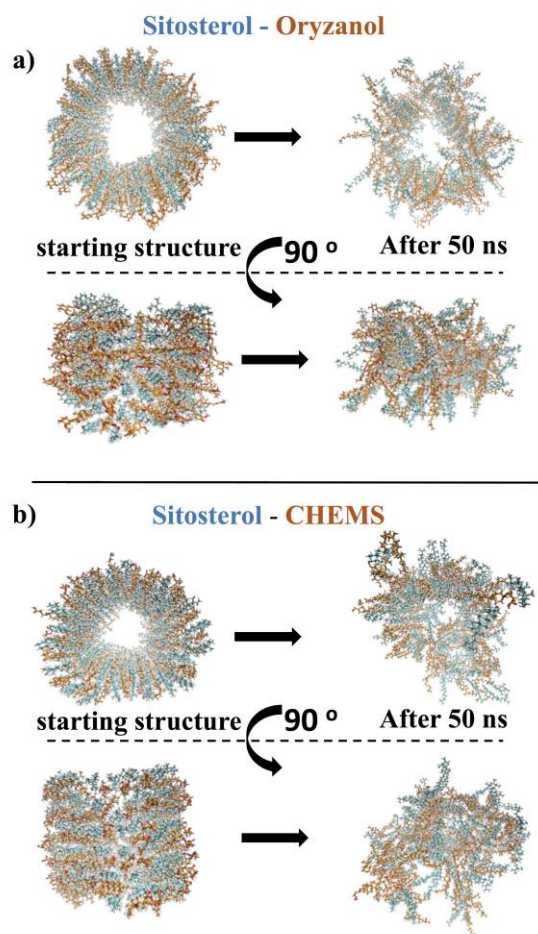 Sitosterol - Oryzanol
a)
starting structure 90 º After 50 ns
b)
Sitosterol - CHEMS
starting structure 90 º After 50 ns